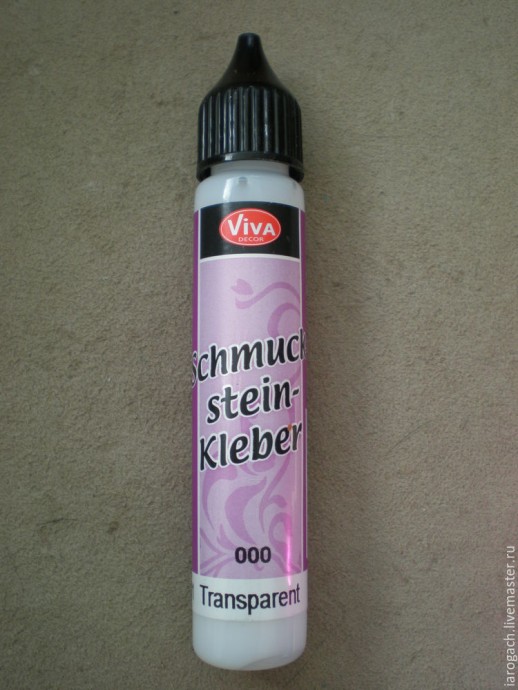 ViVA
DECOR
Schmuck
stein-
Kleber
000
Transparent
iarogach.livemaster.ru